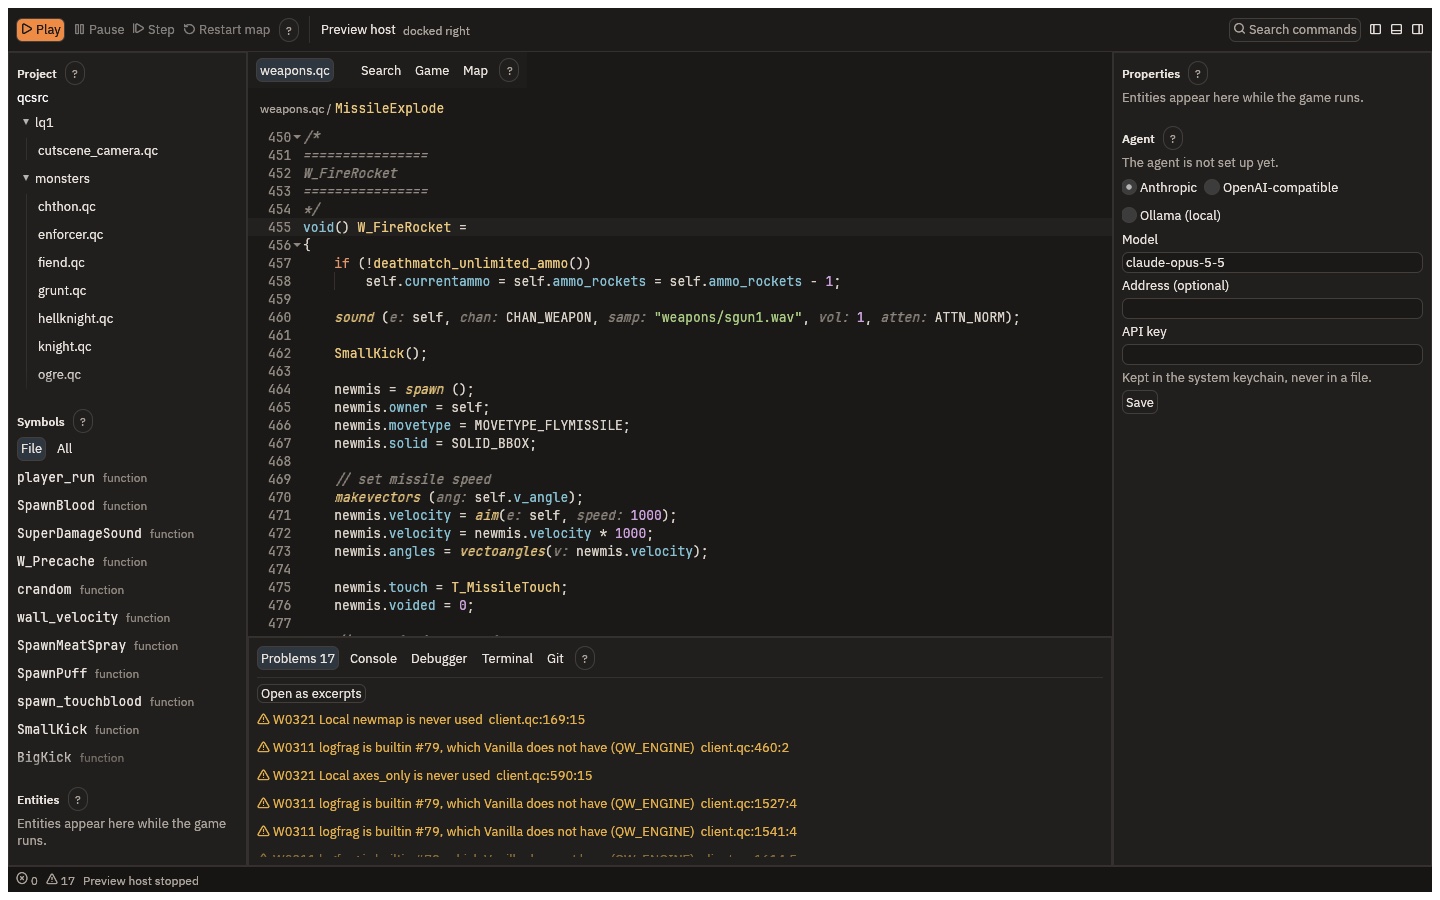 Play Pause Step Restart map ? Preview host docked right Search commands
Project ?
qcsrc
lq1
cutscene_camera.qc
monsters
chthon.qc
enforcer.qc
fiend.qc
grunt.qc
hellknight.qc
knight.qc
ogre.qc
Symbols ?
File All
player_run function
SpawnBlood function
SuperDamageSound function
W_Precache function
crandom function
wall_velocity function
SpawnMeatSpray function
SpawnPuff function
spawn_touchblood function
SmallKick function
BigKick function
Entities ?
Entities appear here while the game
runs.
weapons.qc Search Game Map ?
weapons.qc / MissileExplode
450 /*
451 ================
452 W_FireRocket
453 ================
454 */
455 void() W_FireRocket =
456 {
457 if (!deathmatch_unlimited_ammo())
458 self.currentammo = self.ammo_rockets = self.ammo_rockets - 1;
459
460 sound (e: self, chan: CHAN_WEAPON, samp: "weapons/sgun1.wav", vol: 1, atten: ATTN_NORM);
461
462 SmallKick();
463
464 newmis = spawn ();
465 newmis.owner = self;
466 newmis.movetype = MOVETYPE_FLYMISSILE;
467 newmis.solid = SOLID_BBOX;
468
469 // set missile speed
470 makevectors (ang: self.v_angle);
471 newmis.velocity = aim(e: self, speed: 1000);
472 newmis.velocity = newmis.velocity * 1000;
473 newmis.angles = vectoangles(v: newmis.velocity);
474
475 newmis.touch = T_MissileTouch;
476 newmis.voided = 0;
477
Problems 17 Console Debugger Terminal Git ?
Open as excerpts
W0321 Local newmap is never used client.qc:169:15
W0311 logfrag is builtin #79, which Vanilla does not have (QW_ENGINE) client.qc:460:2
W0321 Local axes_only is never used client.qc:590:15
W0311 logfrag is builtin #79, which Vanilla does not have (QW_ENGINE) client.qc:1527:4
W0311 logfrag is builtin #79, which Vanilla does not have (QW_ENGINE) client.qc:1541:4
Properties ?
Entities appear here while the game runs.
Agent ?
The agent is not set up yet.
Anthropic OpenAI-compatible
Ollama (local)
Model
claude-opus-5-5
Address (optional)
API key
Kept in the system keychain, never in a file.
Save
0 17 Preview host stopped